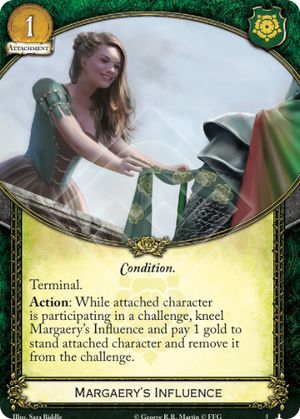 1
ATTACHMENT
Condition.
Terminal.
Action: While attached character
is participating in a challenge, kneel
Margaery's Influence and pay 1 gold to
stand attached character and remove
it from the challenge.
MARGAERY'S INFLUENCE
Illus. Sara Biddle © George R.R. Martin © FFG 5